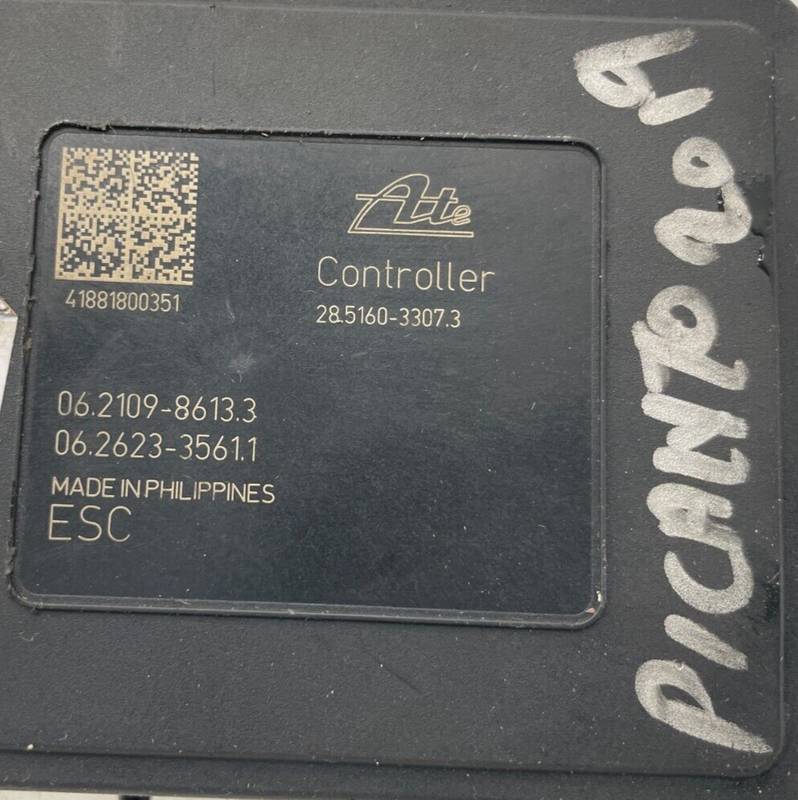 Ate
Controller
28.5160-3307.3
41881800351
06.2109-8613.3
06.2623-3561.1
MADE IN PHILIPPINES
ESC
PICANTO 2019